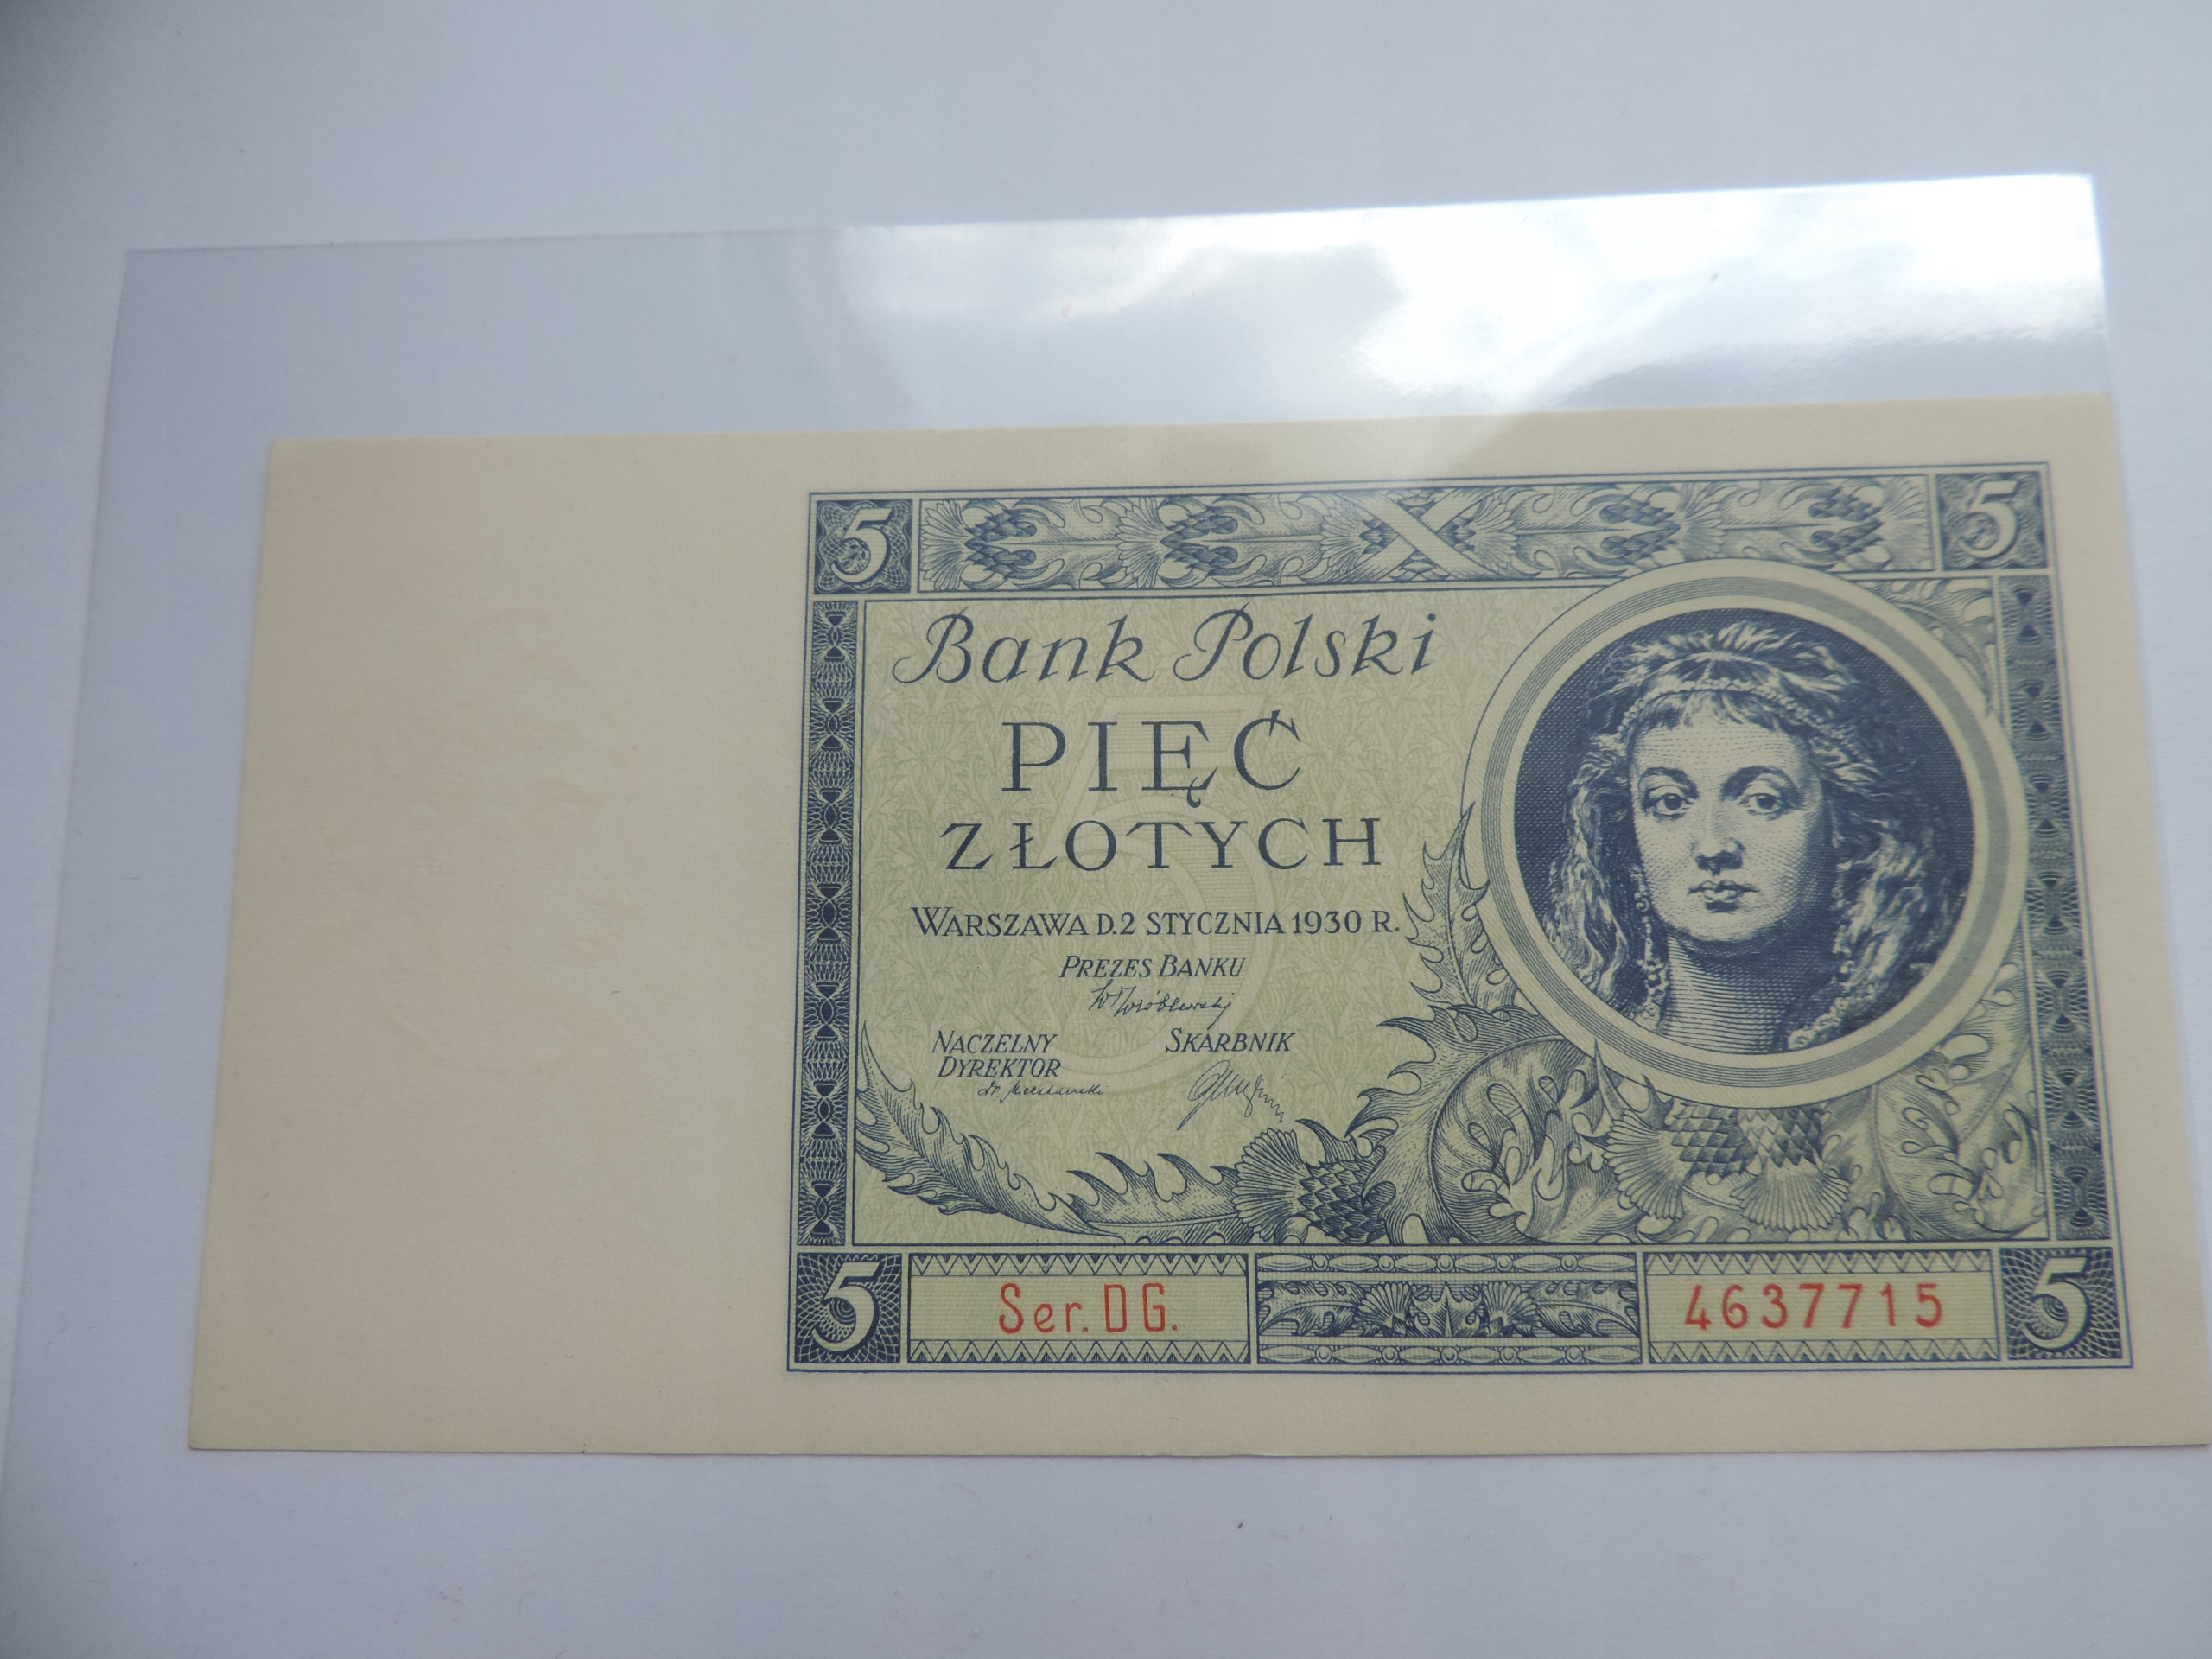 5 5
Bank Polski
PIĘĆ
ZŁOTYCH
WARSZAWA D.2 STYCZNIA 1930 R.
PREZES BANKU
NACZELNY
DYREKTOR
SKARBNIK
5 Ser. D G. 4637715 5